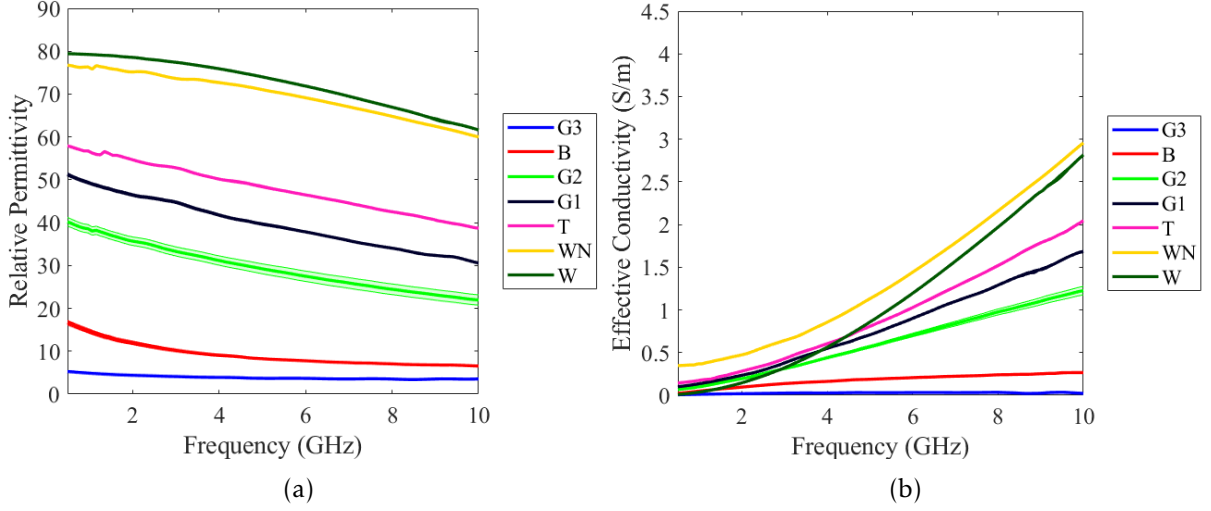 90
80
70
60
50
40
30
20
10
0
Relative Permittivity
2
4
6
8
10
Frequency (GHz)
G3
B
G2
G1
T
WN
W
(a)
4.5
4
3.5
3
2.5
2
1.5
1
0.5
0
Effective Conductivity (S/m)
2
4
6
8
10
Frequency (GHz)
G3
B
G2
G1
T
WN
W
(b)